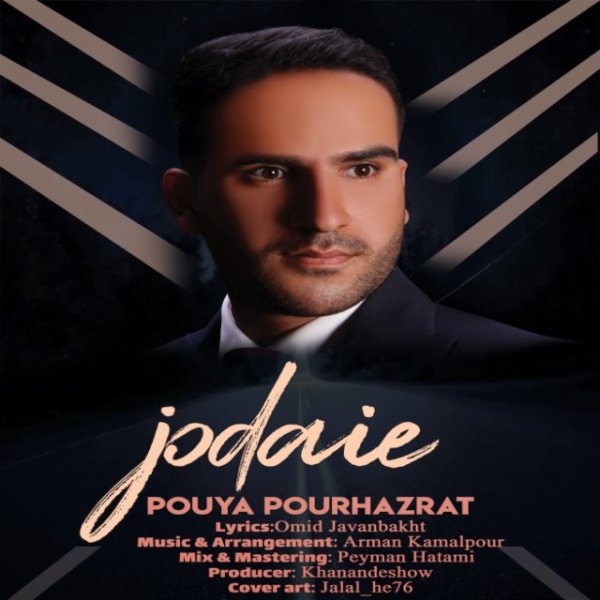 jodaie
POUYA POURHAZRAT
Lyrics:Omid Javanbakht
Music & Arrangement: Arman Kamalpour
Mix & Mastering: Peyman Hatami
Producer: Khanandeshow
Cover art: Jalal_he76